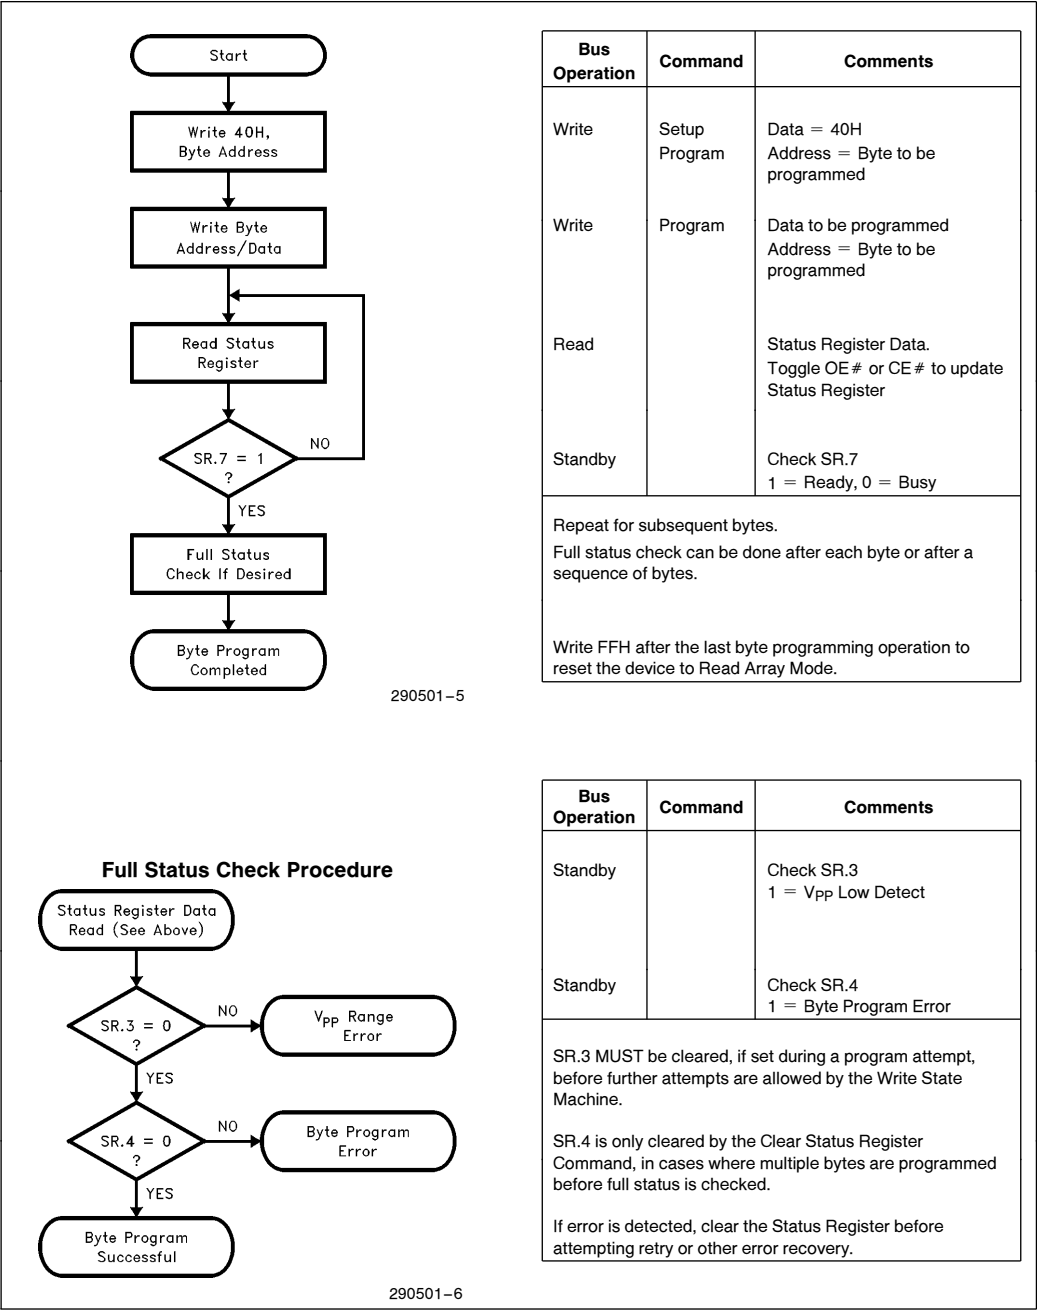 Start
Write 40H,
Byte Address
Write Byte
Address/Data
Read Status
Register
SR.7 = 1
?
NO
YES
Full Status
Check If Desired
Byte Program
Completed
290501–5
Bus
Operation
Command
Comments
Write
Setup
Program
Data = 40H
Address = Byte to be
programmed
Write
Program
Data to be programmed
Address = Byte to be
programmed
Read
Status Register Data.
Toggle OE# or CE# to update
Status Register
Standby
Check SR.7
1 = Ready, 0 = Busy
Repeat for subsequent bytes.
Full status check can be done after each byte or after a
sequence of bytes.
Write FFH after the last byte programming operation to
reset the device to Read Array Mode.
Full Status Check Procedure
Status Register Data
Read (See Above)
SR.3 = 0
?
NO
VPP Range
Error
YES
SR.4 = 0
?
NO
Byte Program
Error
YES
Byte Program
Successful
290501–6
Bus
Operation
Command
Comments
Standby
Check SR.3
1 = VPP Low Detect
Standby
Check SR.4
1 = Byte Program Error
SR.3 MUST be cleared, if set during a program attempt,
before further attempts are allowed by the Write State
Machine.
SR.4 is only cleared by the Clear Status Register
Command, in cases where multiple bytes are programmed
before full status is checked.
If error is detected, clear the Status Register before
attempting retry or other error recovery.